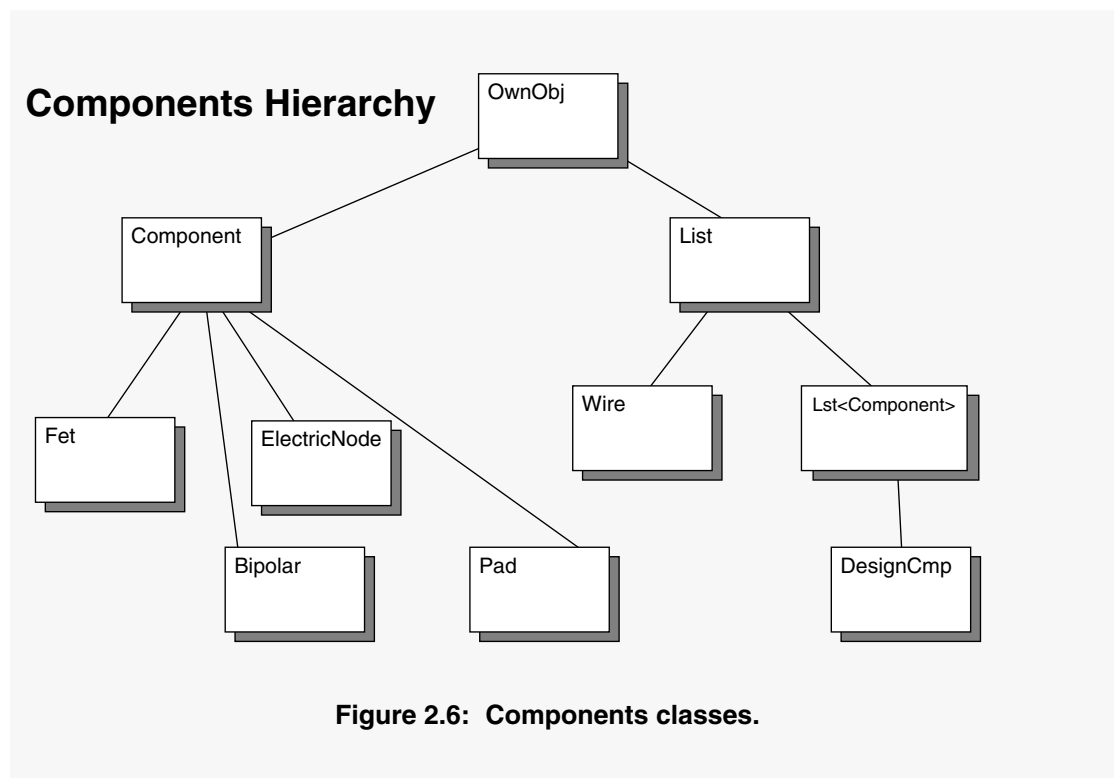 Components Hierarchy
OwnObj
Component
List
Wire
Lst<Component>
Fet
ElectricNode
Bipolar
Pad
DesignCmp
Figure 2.6: Components classes.